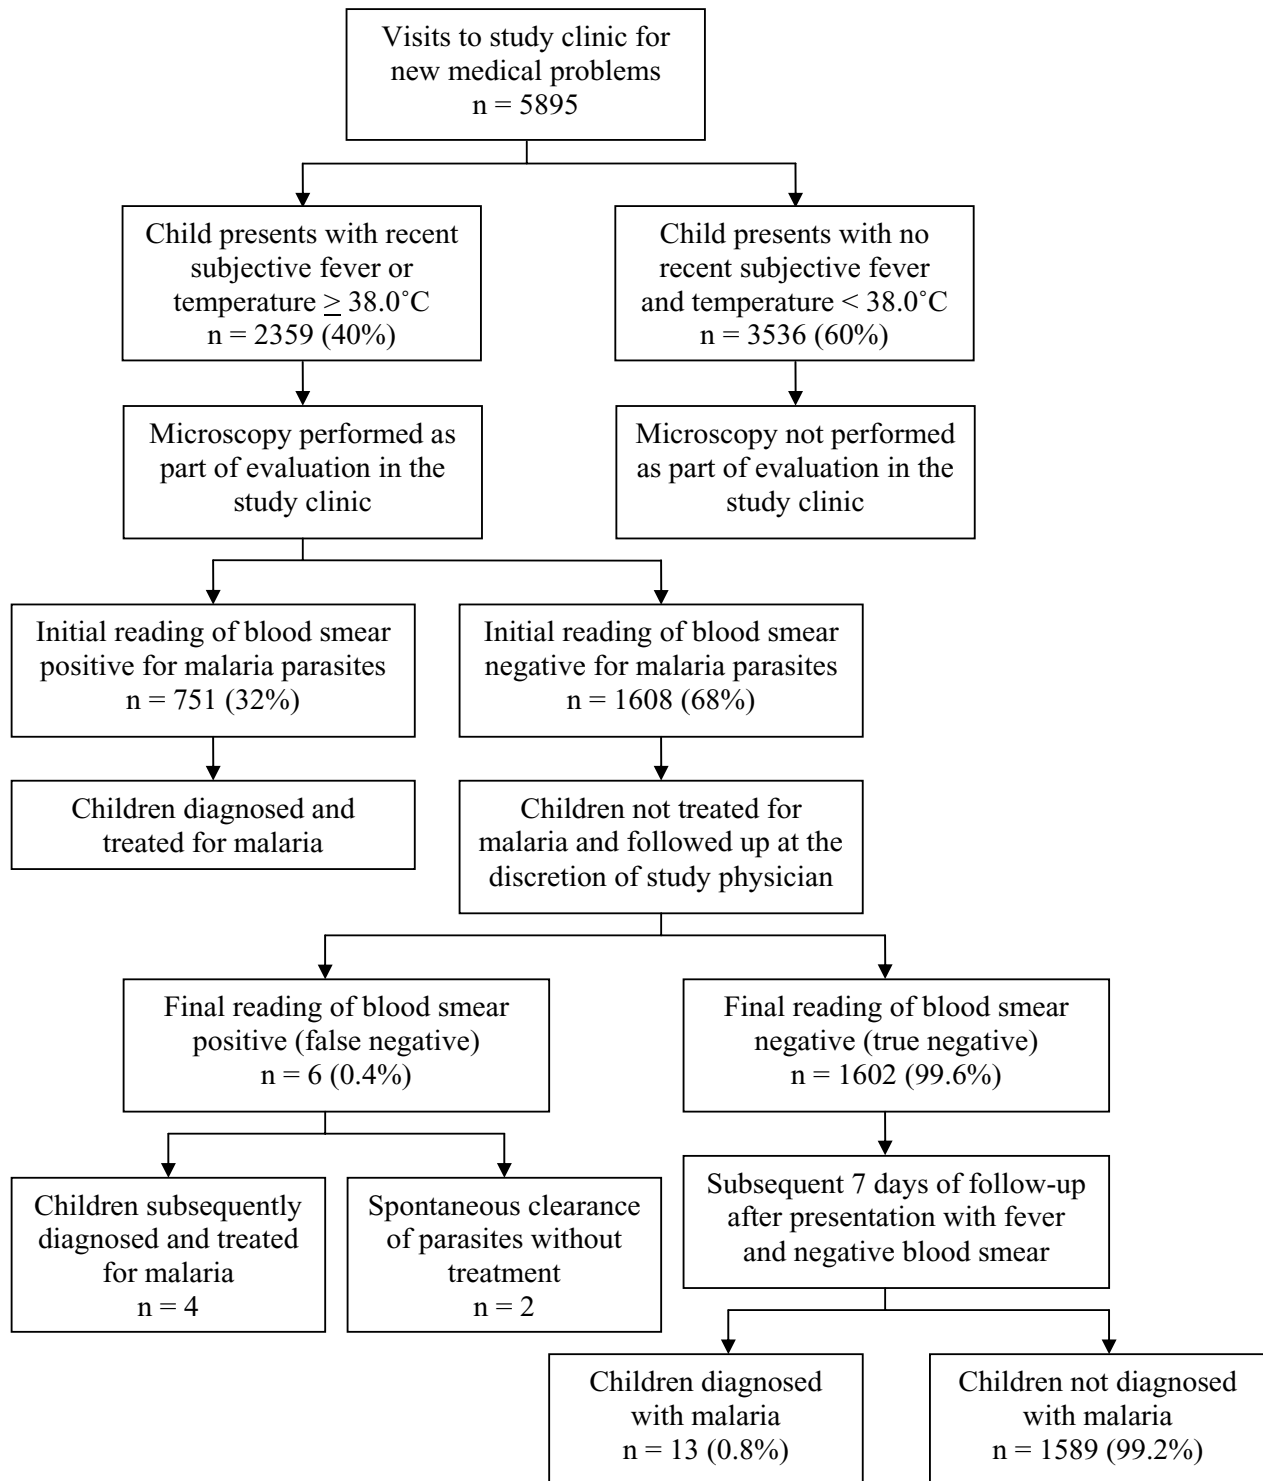 Visits to study clinic for
new medical problems
n = 5895
Child presents with recent
subjective fever or
temperature ≥ 38.0˚C
n = 2359 (40%)
Child presents with no
recent subjective fever
and temperature < 38.0˚C
n = 3536 (60%)
Microscopy performed as
part of evaluation in the
study clinic
Microscopy not performed
as part of evaluation in the
study clinic
Initial reading of blood smear
positive for malaria parasites
n = 751 (32%)
Initial reading of blood smear
negative for malaria parasites
n = 1608 (68%)
Children diagnosed and
treated for malaria
Children not treated for
malaria and followed up at the
discretion of study physician
Final reading of blood smear
positive (false negative)
n = 6 (0.4%)
Final reading of blood smear
negative (true negative)
n = 1602 (99.6%)
Children subsequently
diagnosed and treated
for malaria
n = 4
Spontaneous clearance
of parasites without
treatment
n = 2
Subsequent 7 days of follow-up
after presentation with fever
and negative blood smear
Children diagnosed
with malaria
n = 13 (0.8%)
Children not diagnosed
with malaria
n = 1589 (99.2%)